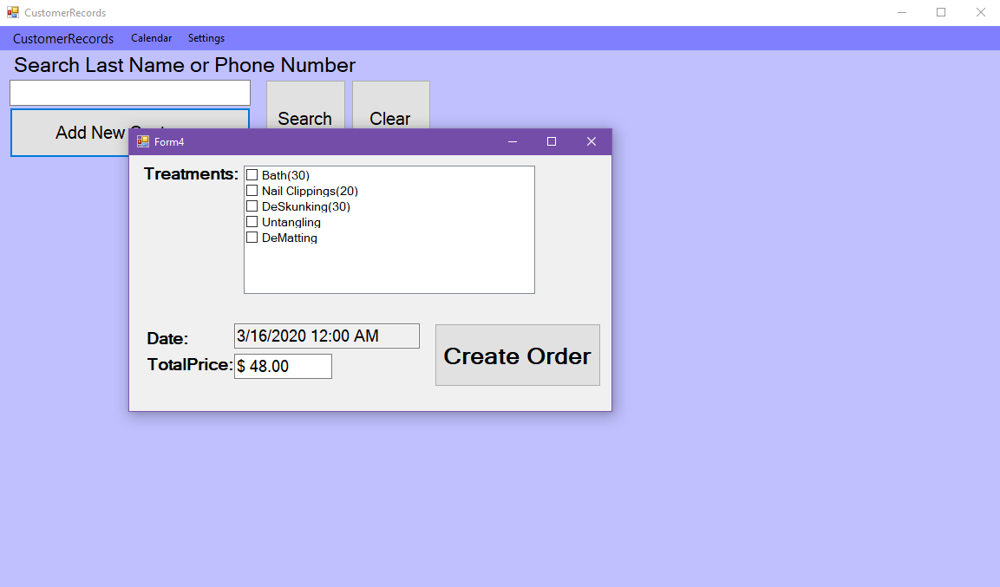 CustomerRecords
CustomerRecords Calendar Settings
Search Last Name or Phone Number
Search Clear
Add New
Form4
Treatments:
Bath(30)
Nail Clippings(20)
DeSkunking(30)
Untangling
DeMatting
Date: 3/16/2020 12:00 AM
TotalPrice: $ 48.00
Create Order